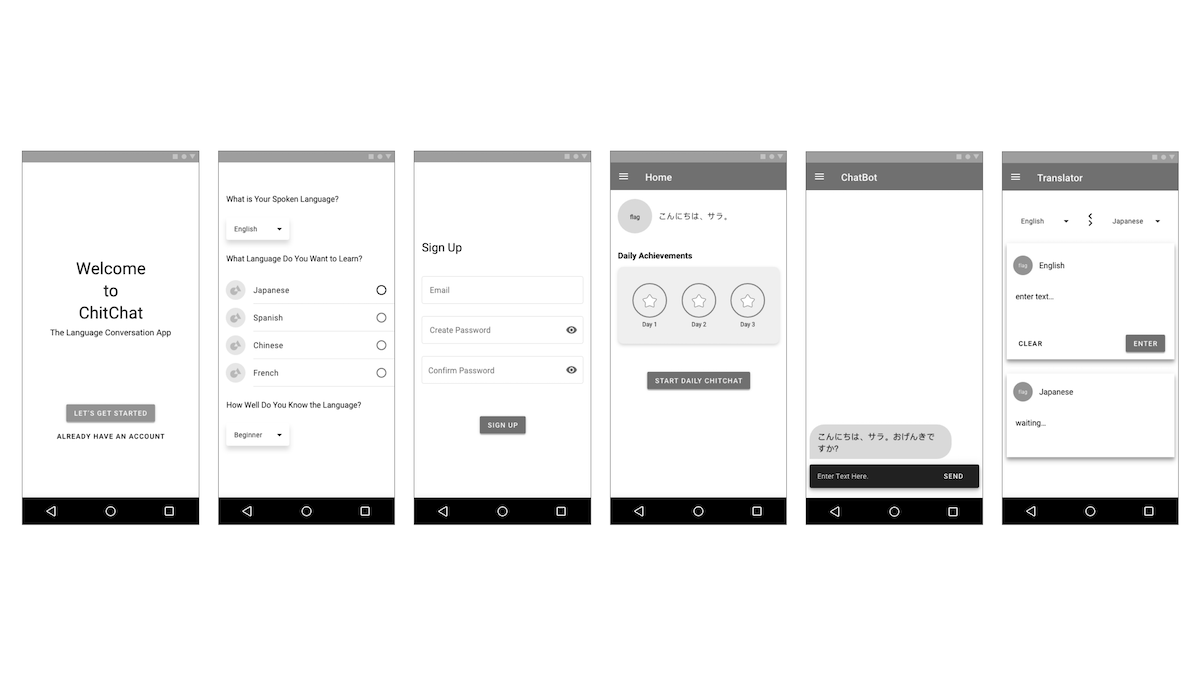 Welcome
to
ChitChat
The Language Conversation App
LET'S GET STARTED
ALREADY HAVE AN ACCOUNT
What is Your Spoken Language?
English
What Language Do You Want to Learn?
Japanese
Spanish
Chinese
French
How Well Do You Know the Language?
Beginner
Sign Up
Email
Create Password
Confirm Password
SIGN UP
Home
flag
こんにちは、サラ。
Daily Achievements
Day 1
Day 2
Day 3
START DAILY CHITCHAT
ChatBot
こんにちは、サラ。おげんきで
すか?
Enter Text Here.
SEND
Translator
English
Japanese
flag
English
enter text...
CLEAR
ENTER
flag
Japanese
waiting...